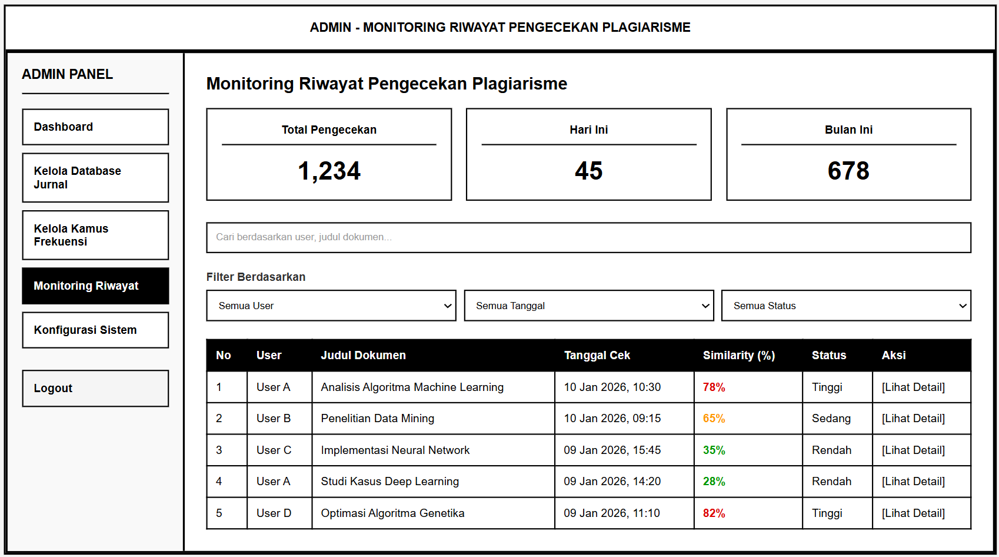 ADMIN - MONITORING RIWAYAT PENGECEKAN PLAGIARISME
ADMIN PANEL
Dashboard
Kelola Database
Jurnal
Kelola Kamus
Frekuensi
Monitoring Riwayat
Konfigurasi Sistem
Logout
Monitoring Riwayat Pengecekan Plagiarisme
Total Pengecekan
1,234
Hari Ini
45
Bulan Ini
678
Cari berdasarkan user, judul dokumen...
Filter Berdasarkan
Semua User
Semua Tanggal
Semua Status
No User Judul Dokumen Tanggal Cek Similarity (%) Status Aksi
1 User A Analisis Algoritma Machine Learning 10 Jan 2026, 10:30 78% Tinggi [Lihat Detail]
2 User B Penelitian Data Mining 10 Jan 2026, 09:15 65% Sedang [Lihat Detail]
3 User C Implementasi Neural Network 09 Jan 2026, 15:45 35% Rendah [Lihat Detail]
4 User A Studi Kasus Deep Learning 09 Jan 2026, 14:20 28% Rendah [Lihat Detail]
5 User D Optimasi Algoritma Genetika 09 Jan 2026, 11:10 82% Tinggi [Lihat Detail]